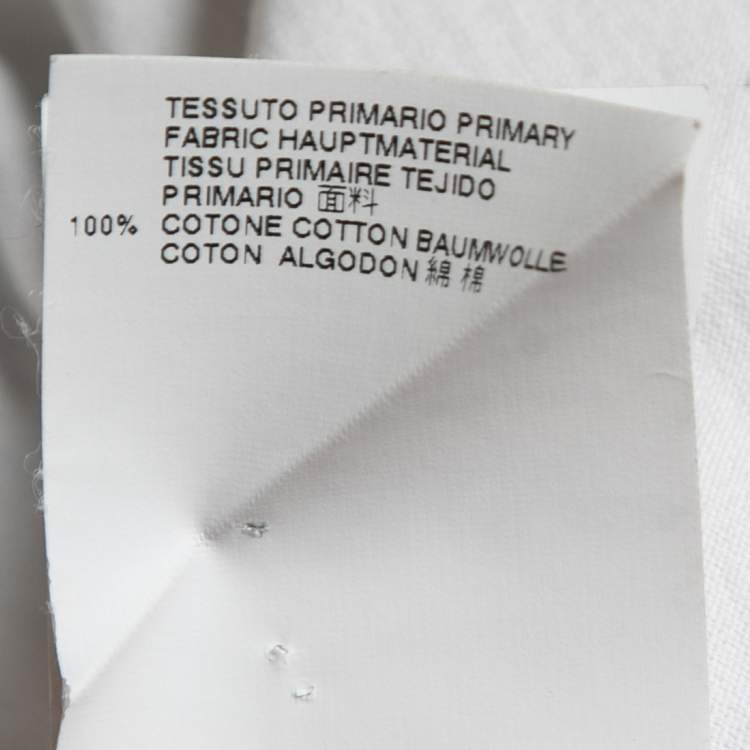 TESSUTO PRIMARIO PRIMARY
FABRIC HAUPTMATERIAL
TISSU PRIMAIRE TEJIDO
PRIMARIO 面料
100% COTONE COTTON BAUMWOLLE
COTON ALGODON 綿 棉